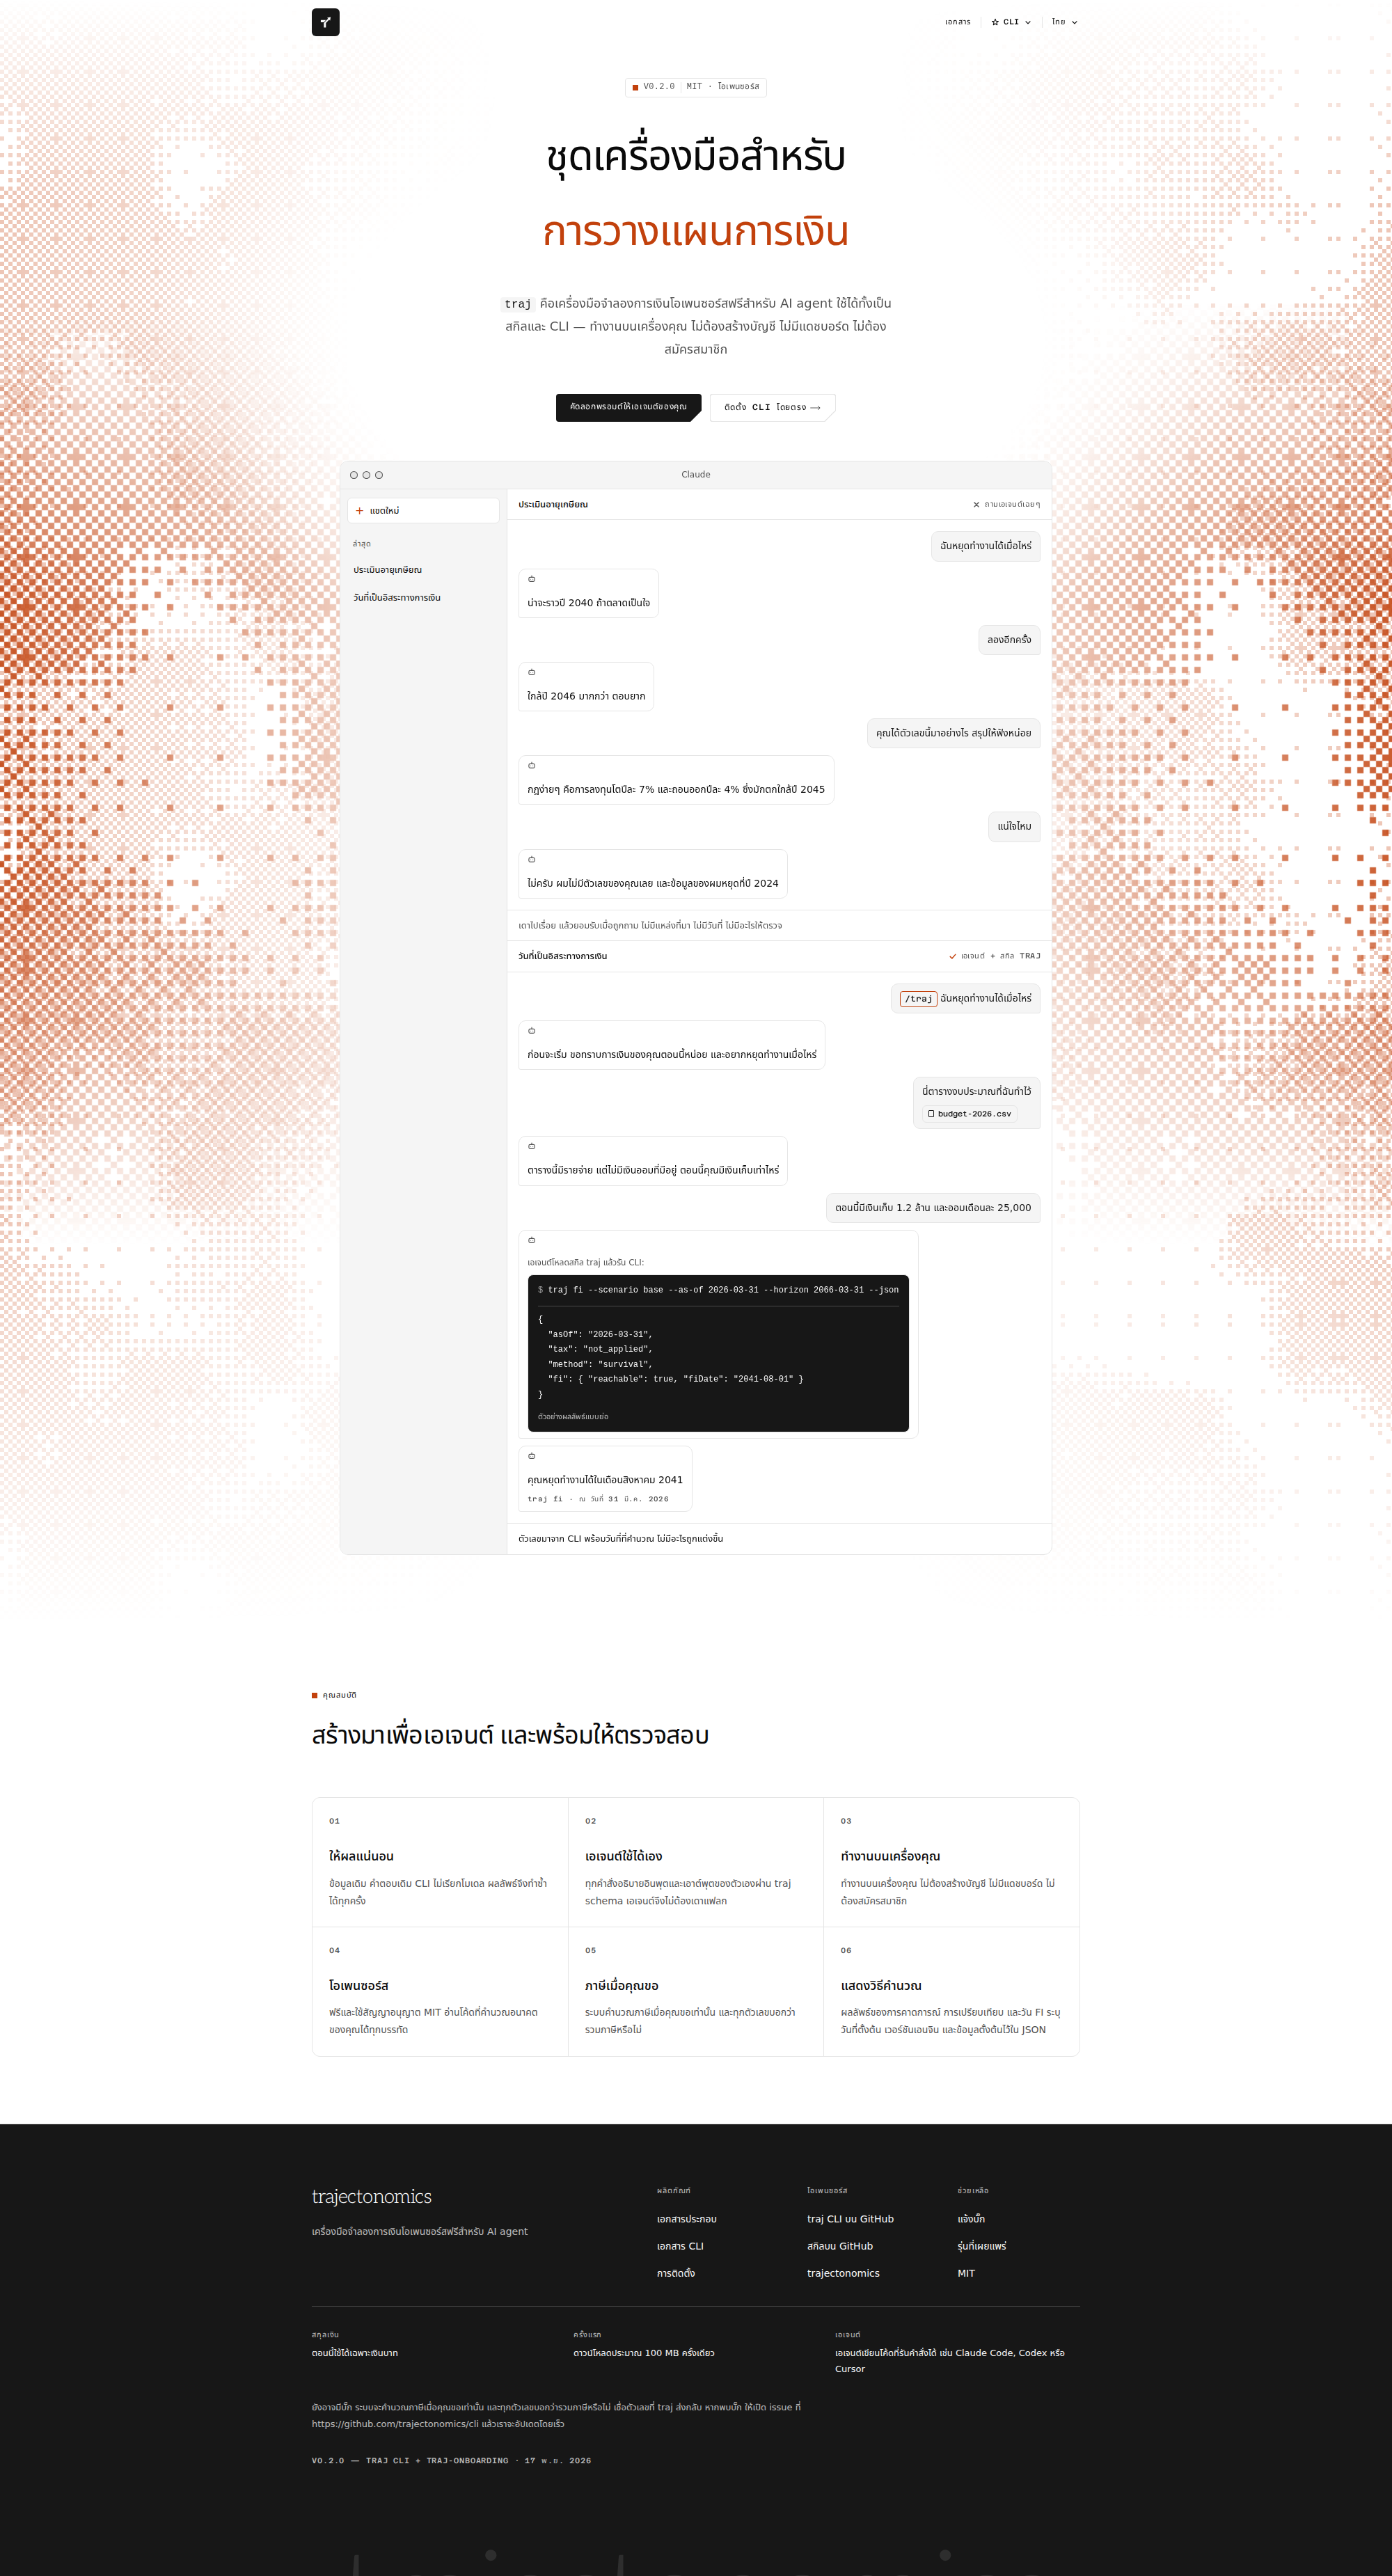 เอกสาร
CLI
ไทย
V0.2.0 MIT · โอเพนซอร์ส
ชุดเครื่องมือสำหรับ
การวางแผนการเงิน
traj คือเครื่องมือจำลองการเงินโอเพนซอร์สฟรีสำหรับ AI agent ใช้ได้ทั้งเป็น
สกิลและ CLI — ทำงานบนเครื่องคุณ ไม่ต้องสร้างบัญชี ไม่มีแดชบอร์ด ไม่ต้อง
สมัครสมาชิก
คัดลอกพรอมต์ให้เอเจนต์ของคุณ
ติดตั้ง CLI โดยตรง →
Claude
+ แชตใหม่
ล่าสุด
ประเมินอายุเกษียณ
วันที่เป็นอิสระทางการเงิน
ประเมินอายุเกษียณ
ถามเอเจนต์เฉยๆ
ฉันหยุดทำงานได้เมื่อไหร่
น่าจะราวปี 2040 ถ้าตลาดเป็นใจ
ลองอีกครั้ง
ใกล้ปี 2046 มากกว่า ตอบยาก
คุณได้ตัวเลขนี้มาอย่างไร สรุปให้ฟังหน่อย
กฎง่ายๆ คือการลงทุนโตปีละ 7% และถอนออกปีละ 4% ซึ่งมักตกใกล้ปี 2045
แน่ใจไหม
ไม่ครับ ผมไม่มีตัวเลขของคุณเลย และข้อมูลของผมหยุดที่ปี 2024
เดาไปเรื่อย แล้วยอมรับเมื่อถูกถาม ไม่มีแหล่งที่มา ไม่มีวันที่ ไม่มีอะไรให้ตรวจ
วันที่เป็นอิสระทางการเงิน
เอเจนต์ + สกิล TRAJ
/traj ฉันหยุดทำงานได้เมื่อไหร่
ก่อนจะเริ่ม ขอทราบการเงินของคุณตอนนี้หน่อย และอยากหยุดทำงานเมื่อไหร่
นี่ตารางงบประมาณที่ฉันทำไว้
budget-2026.csv
ตารางนี้มีรายจ่าย แต่ไม่มีเงินออมที่มีอยู่ ตอนนี้คุณมีเงินเก็บเท่าไหร่
ตอนนี้มีเงินเก็บ 1.2 ล้าน และออมเดือนละ 25,000
เอเจนต์โหลดสกิล traj แล้วรัน CLI:
$ traj fi --scenario base --as-of 2026-03-31 --horizon 2066-03-31 --json
{
"asOf": "2026-03-31",
"tax": "not_applied",
"method": "survival",
"fi": { "reachable": true, "fiDate": "2041-08-01" }
}
ตัวอย่างผลลัพธ์แบบย่อ
คุณหยุดทำงานได้ในเดือนสิงหาคม 2041
traj fi · ณ วันที่ 31 มี.ค. 2026
ตัวเลขมาจาก CLI พร้อมวันที่ที่คำนวณ ไม่มีอะไรถูกแต่งขึ้น
คุณสมบัติ
สร้างมาเพื่อเอเจนต์ และพร้อมให้ตรวจสอบ
01
ให้ผลแน่นอน
ข้อมูลเดิม คำตอบเดิม CLI ไม่เรียกโมเดล ผลลัพธ์จึงทำซ้ำ
ได้ทุกครั้ง
02
เอเจนต์ใช้ได้เอง
ทุกคำสั่งอธิบายอินพุตและเอาต์พุตของตัวเองผ่าน traj
schema เอเจนต์จึงไม่ต้องเดาแฟลก
03
ทำงานบนเครื่องคุณ
ทำงานบนเครื่องคุณ ไม่ต้องสร้างบัญชี ไม่มีแดชบอร์ด ไม่
ต้องสมัครสมาชิก
04
โอเพนซอร์ส
ฟรีและใช้สัญญาอนุญาต MIT อ่านโค้ดที่คำนวณอนาคต
ของคุณได้ทุกบรรทัด
05
ภาษีเมื่อคุณขอ
ระบบคำนวณภาษีเมื่อคุณขอเท่านั้น และทุกตัวเลขบอกว่า
รวมภาษีหรือไม่
06
แสดงวิธีคำนวณ
ผลลัพธ์ของการคาดการณ์ การเปรียบเทียบ และวัน FI ระบุ
วันที่ตั้งต้น เวอร์ชันเอนจิน และข้อมูลตั้งต้นไว้ใน JSON
trajectonomics
เครื่องมือจำลองการเงินโอเพนซอร์สฟรีสำหรับ AI agent
ผลิตภัณฑ์
เอกสารประกอบ
เอกสาร CLI
การติดตั้ง
โอเพนซอร์ส
traj CLI บน GitHub
สกิลบน GitHub
trajectonomics
ช่วยเหลือ
แจ้งบั๊ก
รุ่นที่เผยแพร่
MIT
สกุลเงิน
ตอนนี้ใช้ได้เฉพาะเงินบาท
ครั้งแรก
ดาวน์โหลดประมาณ 100 MB ครั้งเดียว
เอเจนต์
เอเจนต์เขียนโค้ดที่รันคำสั่งได้ เช่น Claude Code, Codex หรือ
Cursor
ยังอาจมีบั๊ก ระบบจะคำนวณภาษีเมื่อคุณขอเท่านั้น และทุกตัวเลขบอกว่ารวมภาษีหรือไม่ เชื่อตัวเลขที่ traj ส่งกลับ หากพบบั๊ก ให้เปิด issue ที่
https://github.com/trajectonomics/cli แล้วเราจะอัปเดตโดยเร็ว
V0.2.0 — TRAJ CLI + TRAJ-ONBOARDING · 17 พ.ย. 2026